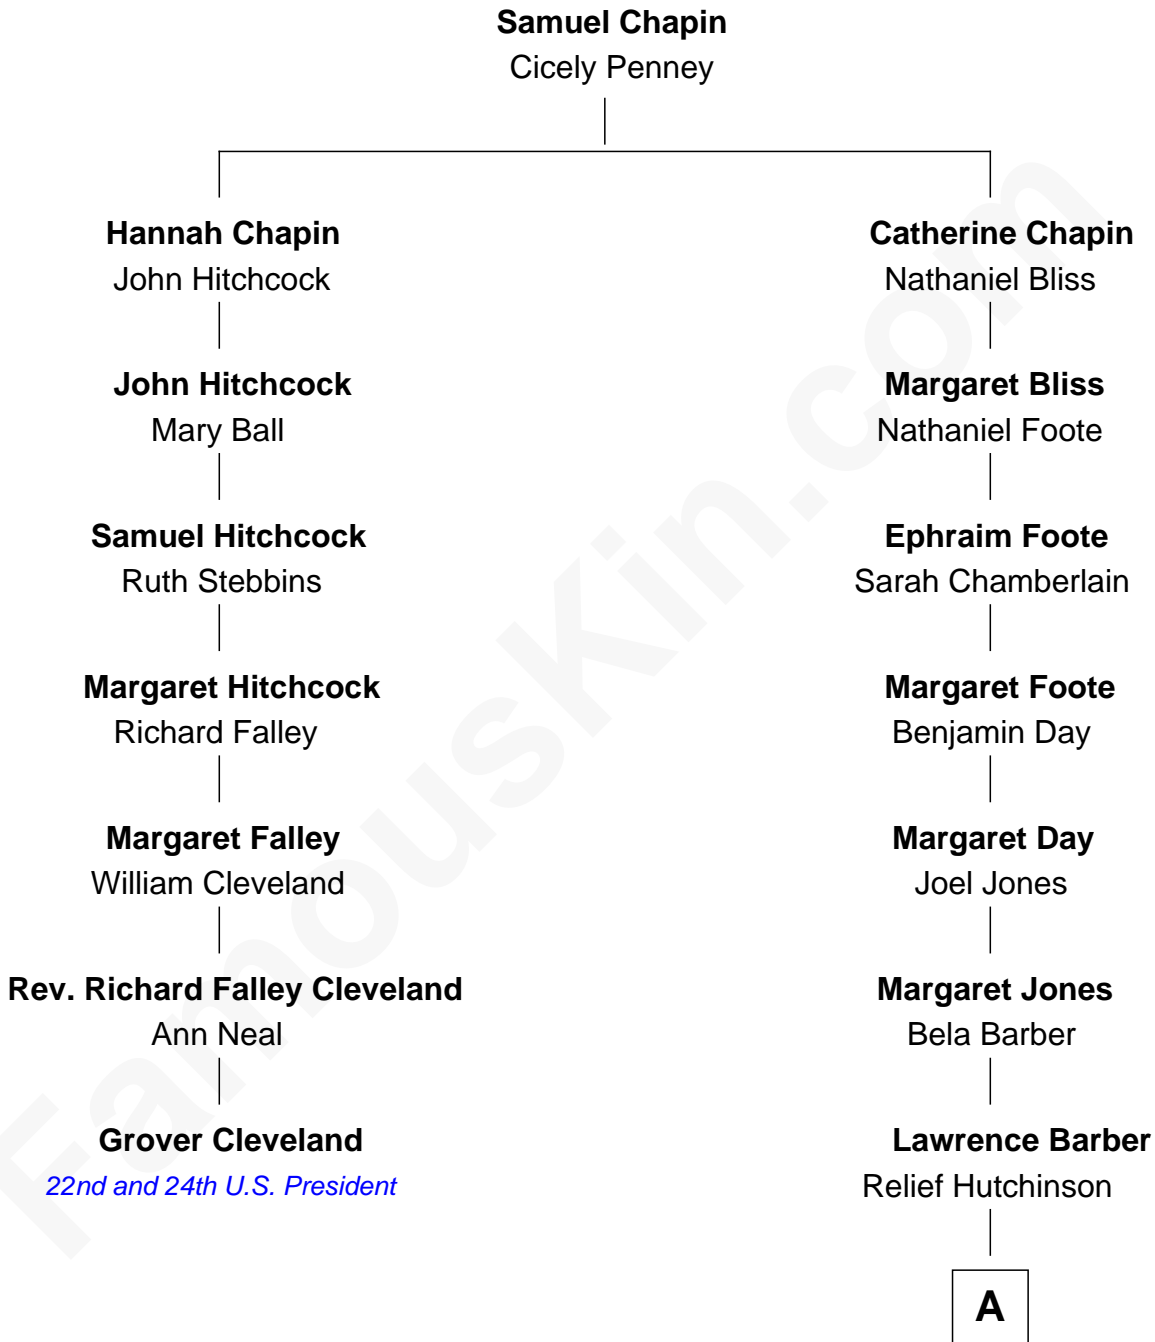 Samuel Chapin
Cicely Penney
Hannah Chapin
John Hitchcock
John Hitchcock
Mary Ball
Samuel Hitchcock
Ruth Stebbins
Margaret Hitchcock
Richard Falley
Margaret Falley
William Cleveland
Rev. Richard Falley Cleveland
Ann Neal
Grover Cleveland
22nd and 24th U.S. President
Catherine Chapin
Nathaniel Bliss
Margaret Bliss
Nathaniel Foote
Ephraim Foote
Sarah Chamberlain
Margaret Foote
Benjamin Day
Margaret Day
Joel Jones
Margaret Jones
Bela Barber
Lawrence Barber
Relief Hutchinson
A
FamousKin.com